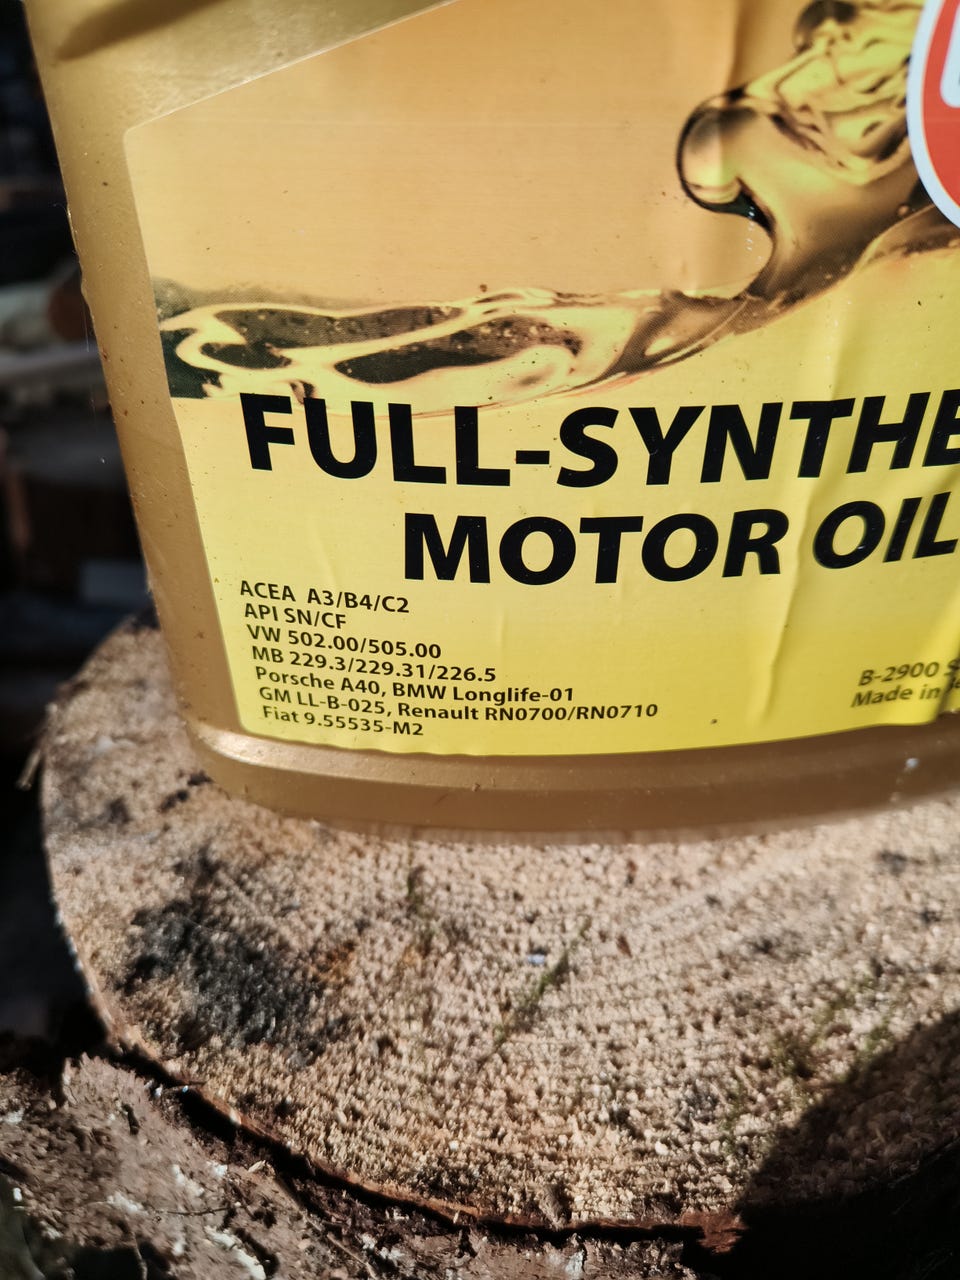 FULL-SYNTHE
MOTOR OIL
ACEA A3/B4/C2
API SN/CF
VW 502.00/505.00
MB 229.3/229.31/226.5
Porsche A40, BMW Longlife-01
GM LL-B-025, Renault RN0700/RN0710
Fiat 9.55535-M2
B-2900
Made in